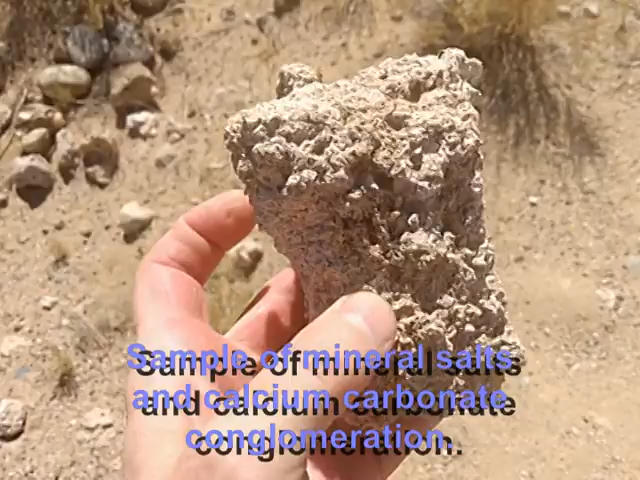 Sample of mineral salts
and calcium carbonate
conglomeration.